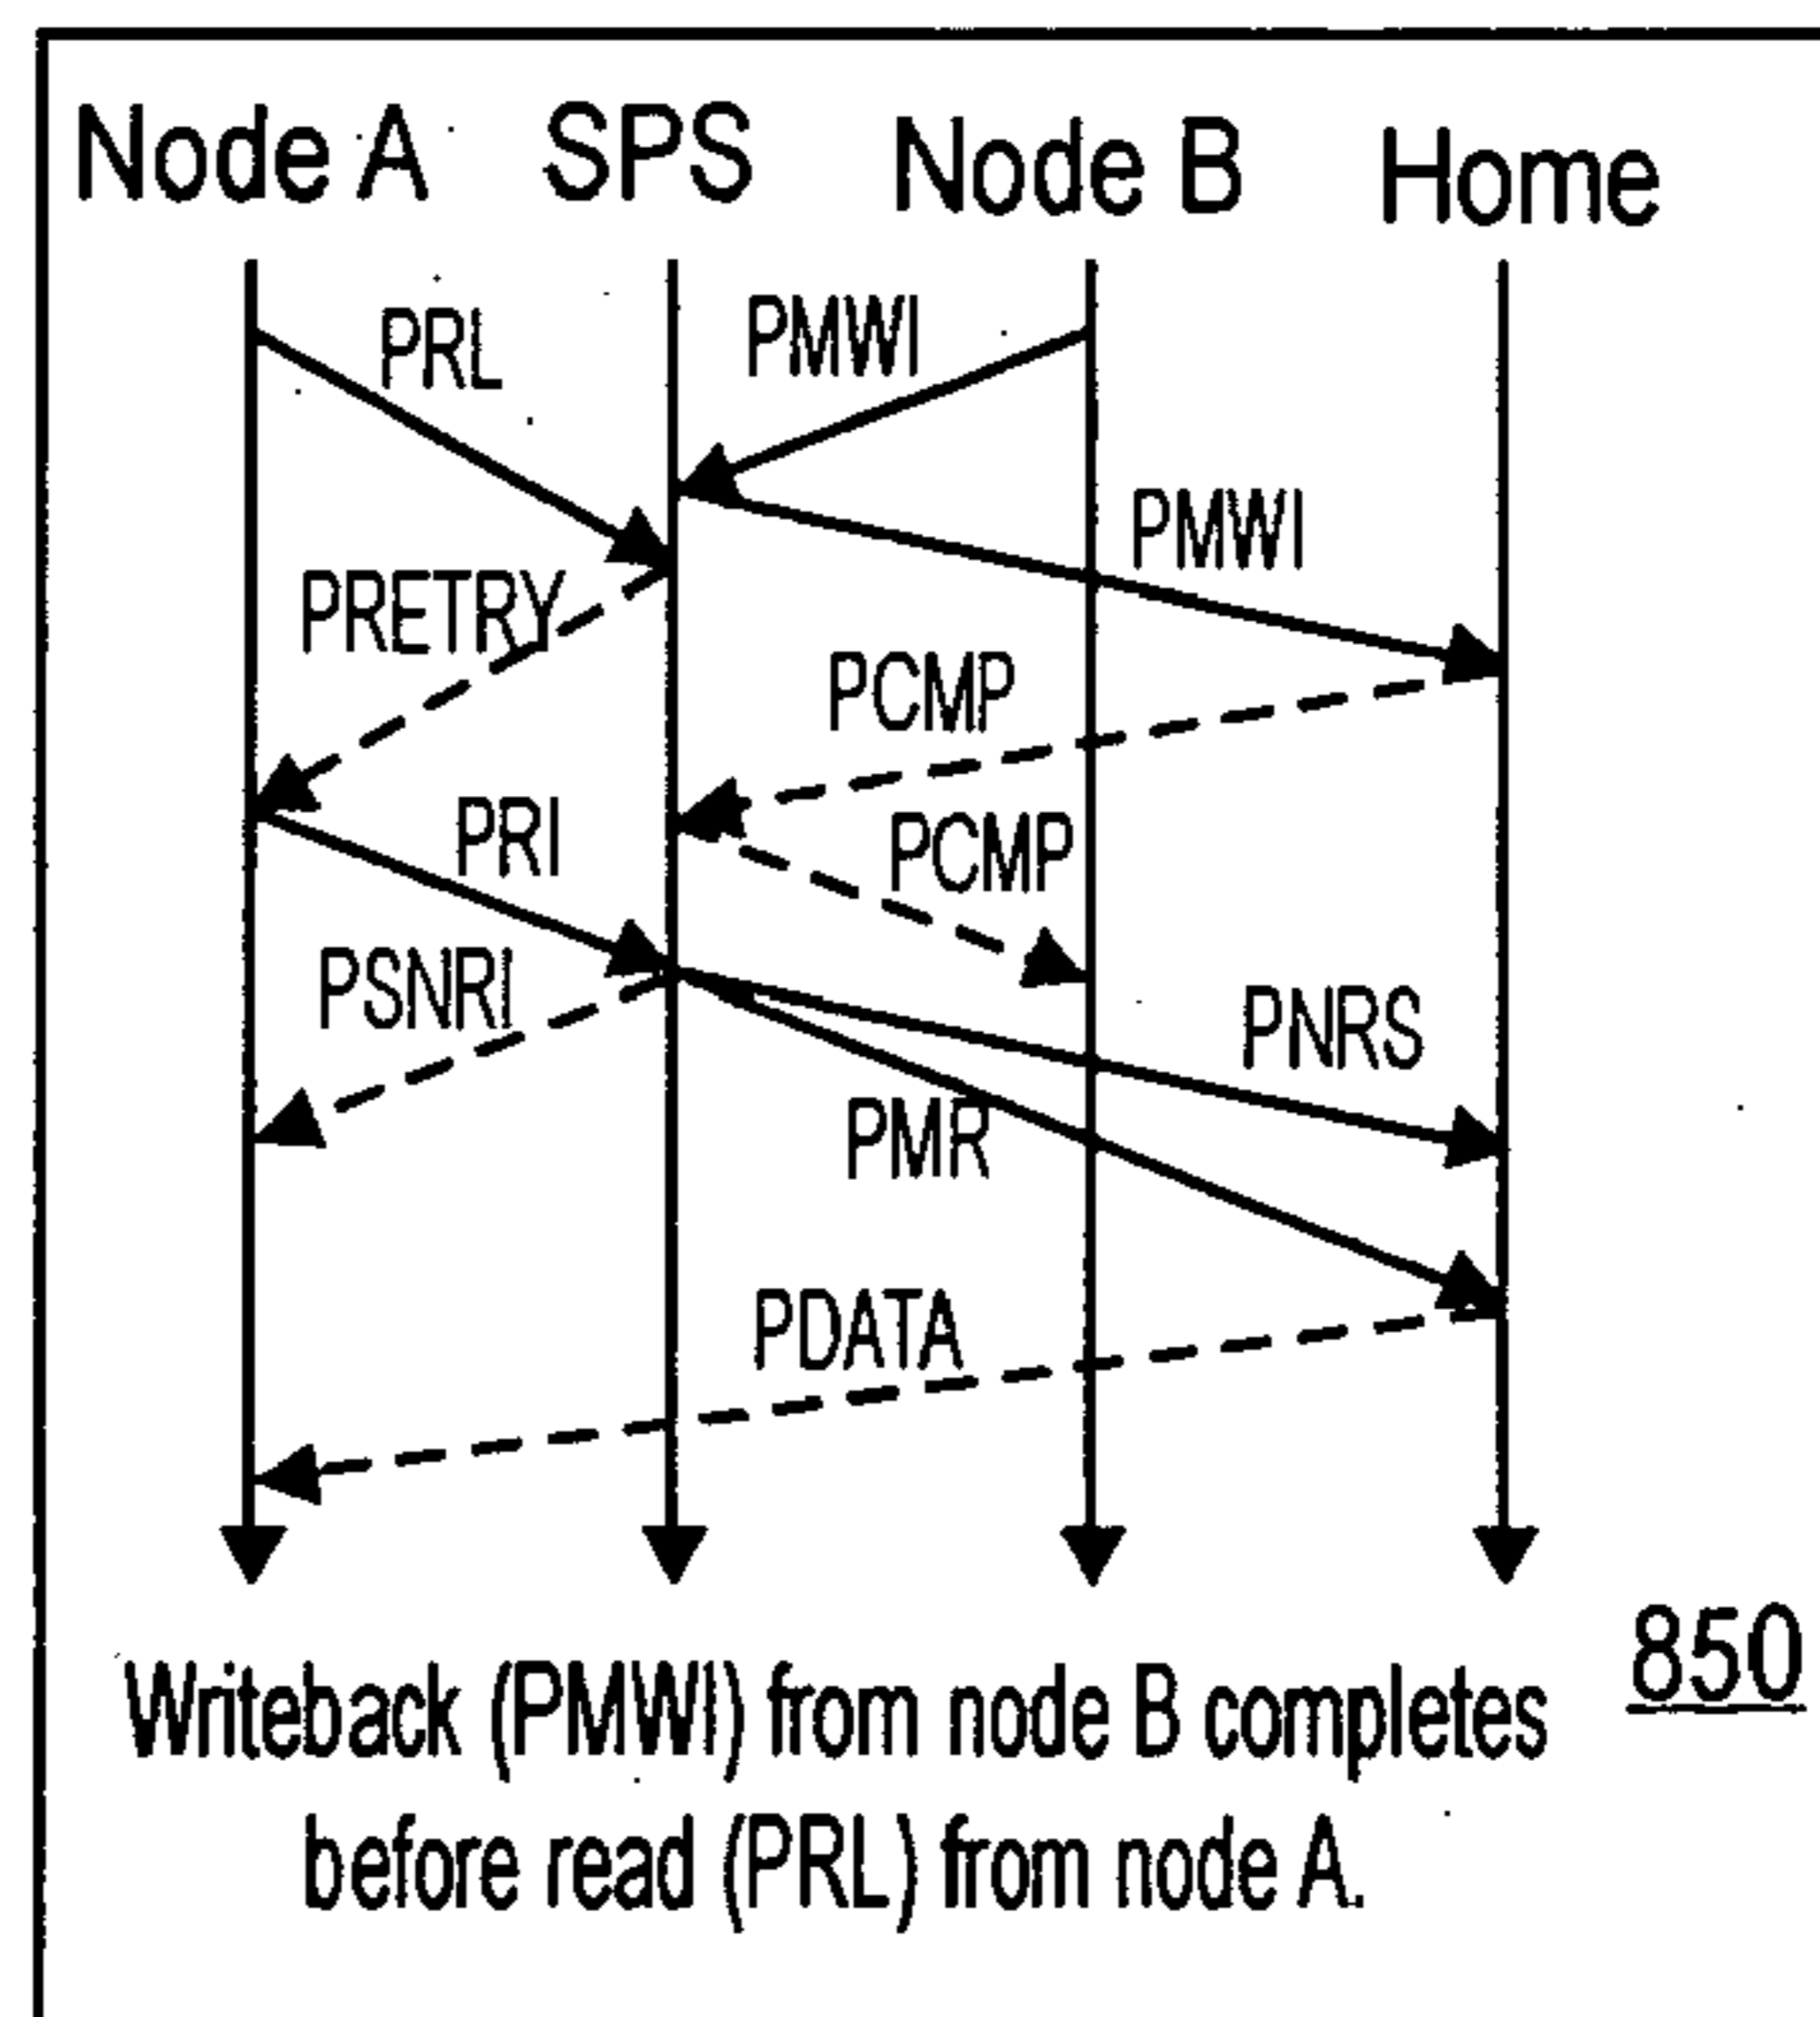 Node A SPS Node B Home
PRL PMWI
PMWI
PRETRY
PCMP
PRI PCMP
PSNRI PNRS
PMR
PDATA
850
Writeback (PMWI) from node B completes
before read (PRL) from node A.